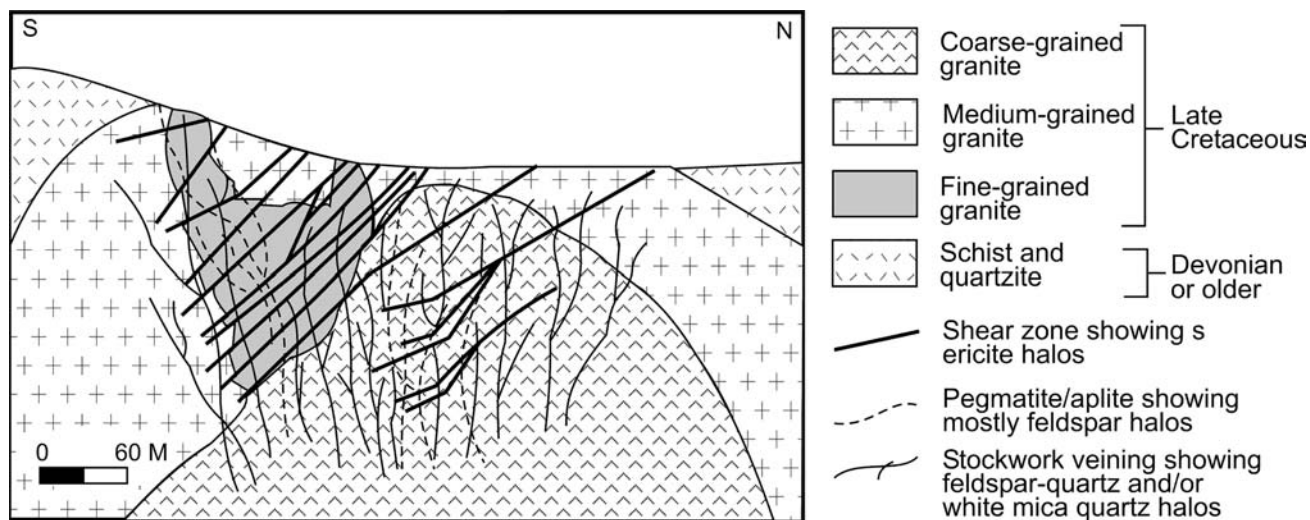 S
N
0 60 M
Coarse-grained
granite
Medium-grained
granite
Fine-grained
granite
Late
Cretaceous
Schist and
quartzite
Devonian
or older
Shear zone showing s
ericite halos
Pegmatite/aplite showing
mostly feldspar halos
Stockwork veining showing
feldspar-quartz and/or
white mica quartz halos